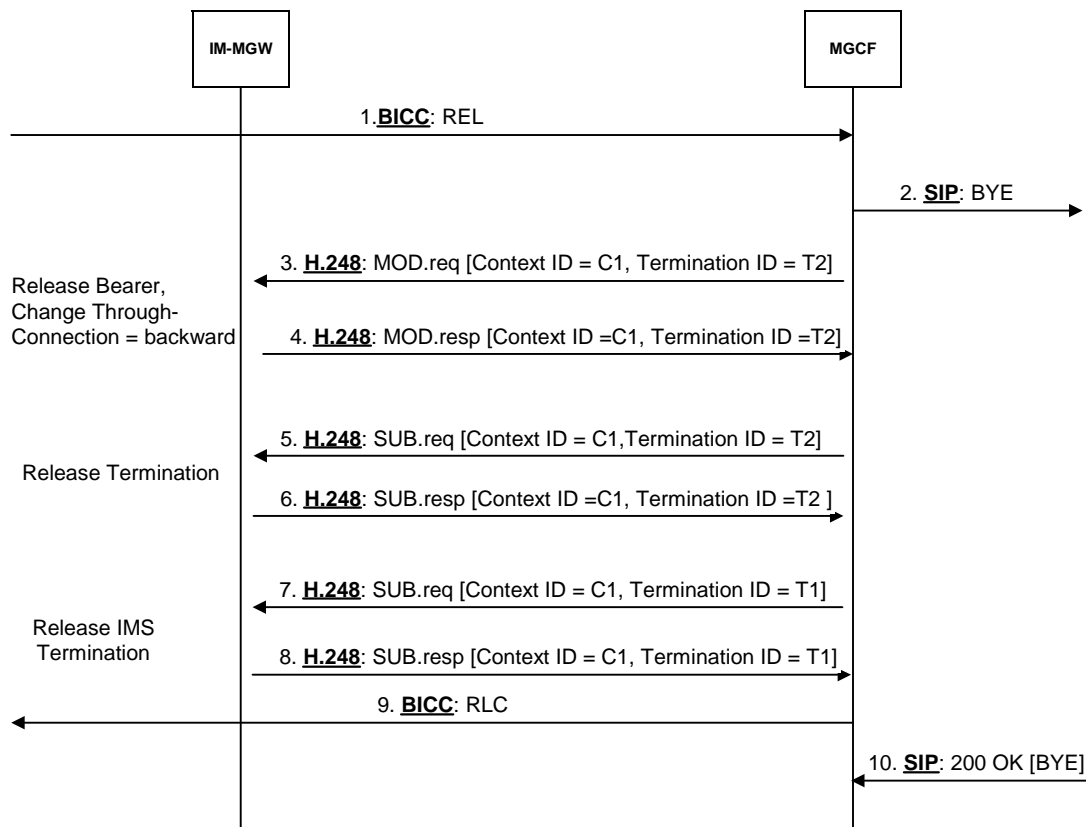 IM-MGW
MGCF
1.BICC: REL
2. SIP: BYE
3. H.248: MOD.req [Context ID = C1, Termination ID = T2]
Release Bearer,
Change Through-
Connection = backward
4. H.248: MOD.resp [Context ID =C1, Termination ID =T2]
5. H.248: SUB.req [Context ID = C1,Termination ID = T2]
Release Termination
6. H.248: SUB.resp [Context ID =C1, Termination ID =T2 ]
7. H.248: SUB.req [Context ID = C1, Termination ID = T1]
Release IMS
Termination
8. H.248: SUB.resp [Context ID = C1, Termination ID = T1]
9. BICC: RLC
10. SIP: 200 OK [BYE]